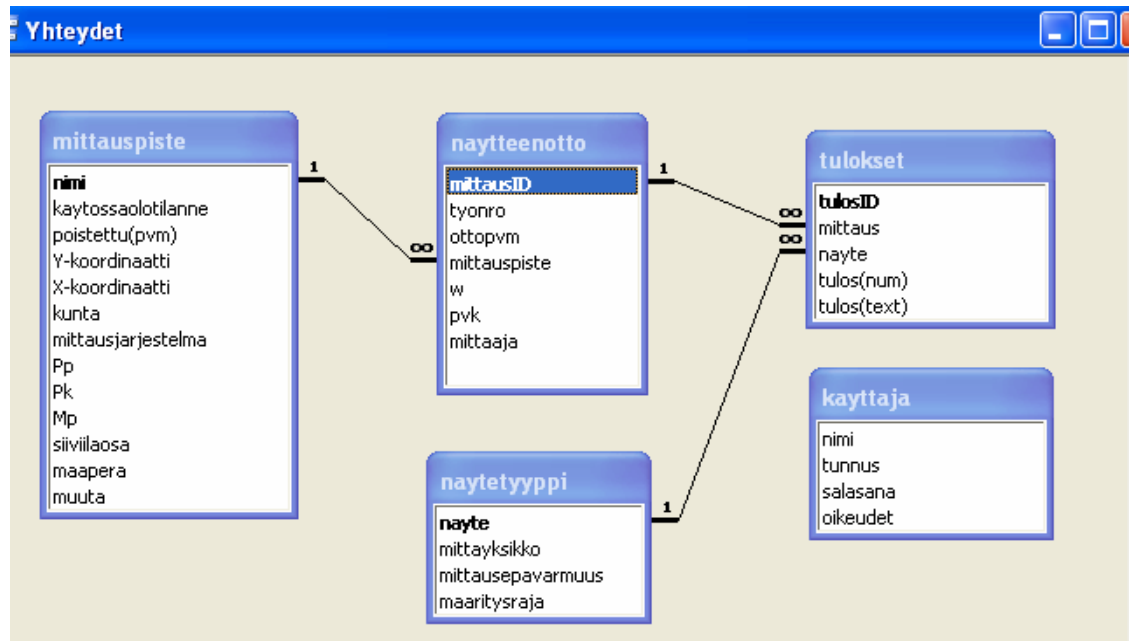 Yhteydet
mittauspiste
nimi
kaytossaolotilanne
poistettu(pvm)
Y-koordinaatti
X-koordinaatti
kunta
mittausjarjestelma
Pp
Pk
Mp
siiviilaosa
maapera
muuta
1
∞
naytteenotto
mittausID
tyonro
ottopvm
mittauspiste
w
pvk
mittaaja
1
∞
∞
tulokset
tulosID
mittaus
nayte
tulos(num)
tulos(text)
naytetyyppi
nayte
mittayksikko
mittausepavarmuus
maaritysraja
1
kayttaja
nimi
tunnus
salasana
oikeudet